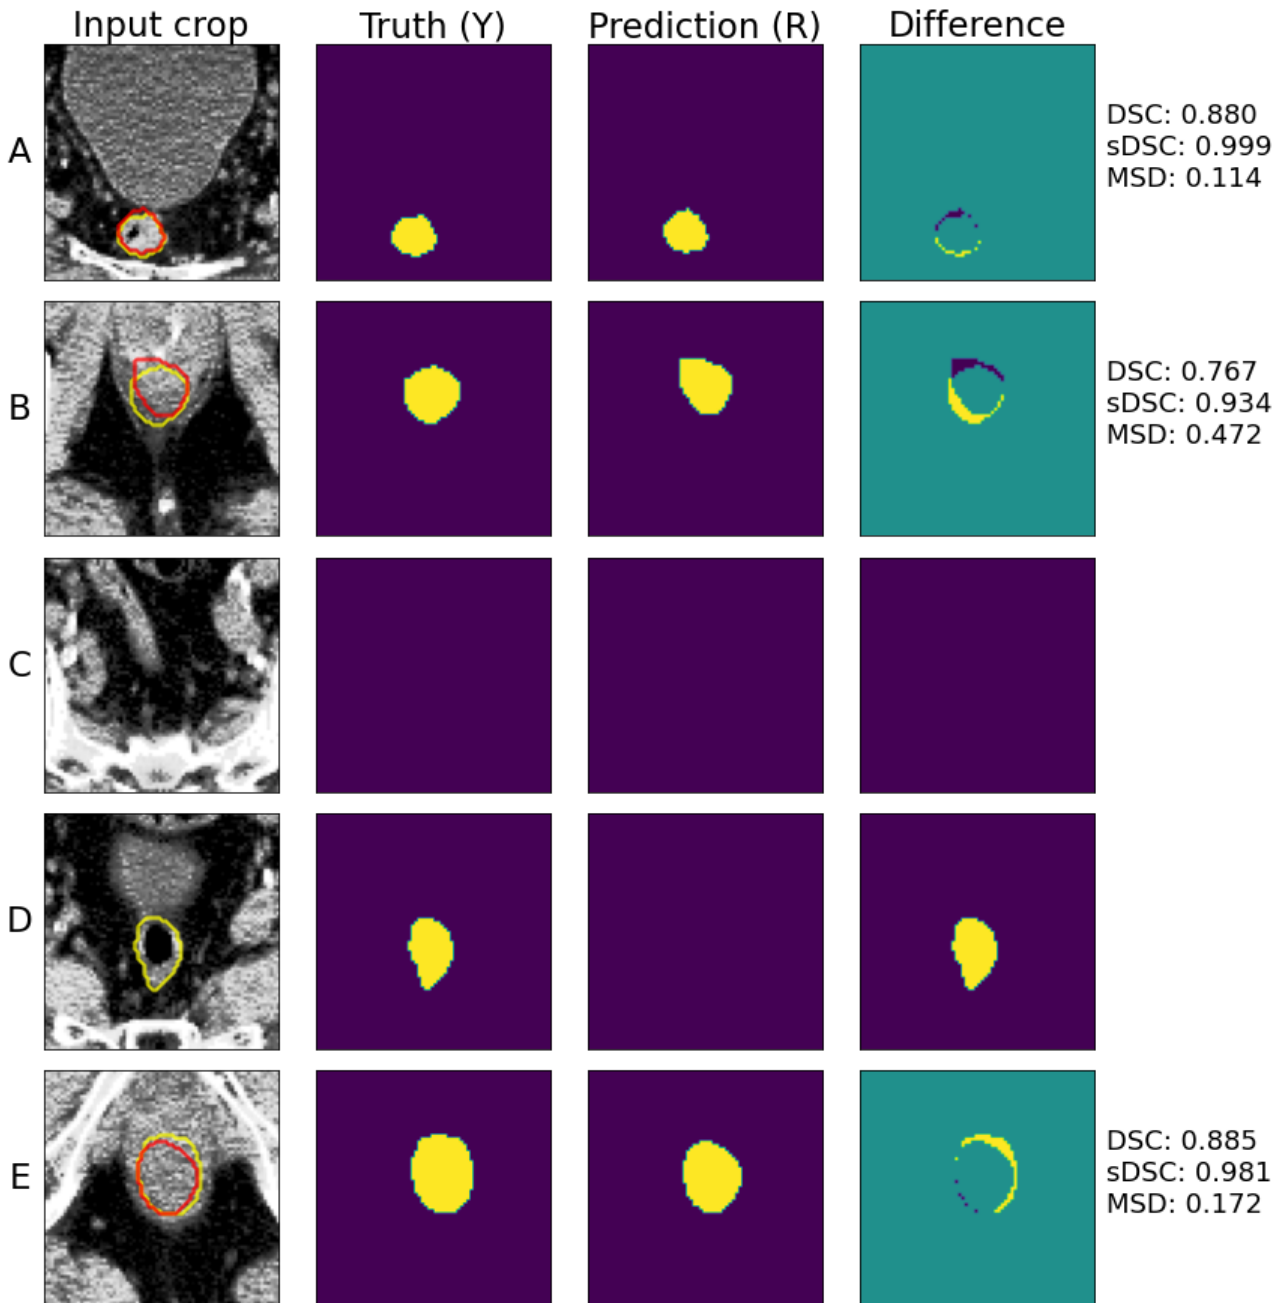 Input crop Truth (Y) Prediction (R) Difference
A
DSC: 0.880
sDSC: 0.999
MSD: 0.114
B
DSC: 0.767
sDSC: 0.934
MSD: 0.472
C
D
E
DSC: 0.885
sDSC: 0.981
MSD: 0.172